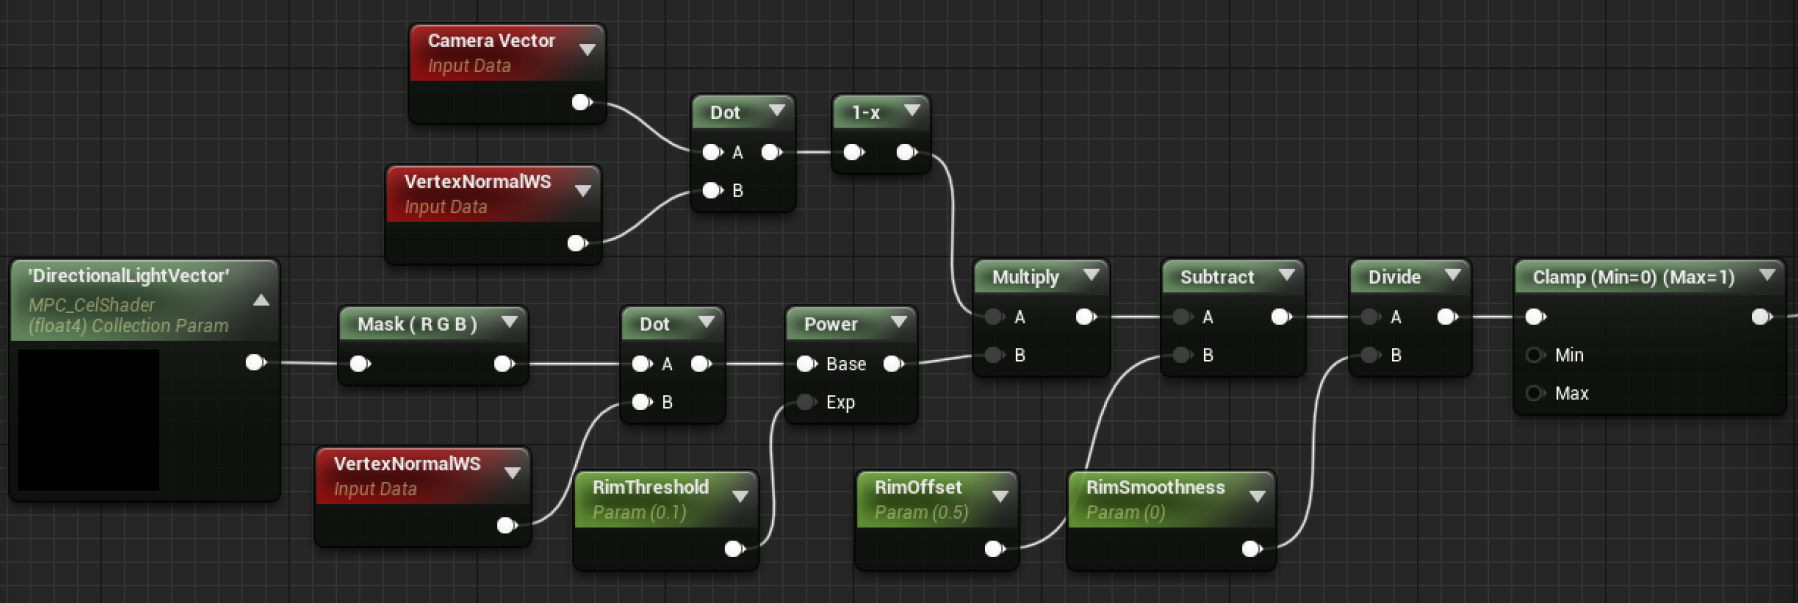 Camera Vector
Input Data
Dot
A
B
1-x
VertexNormalWS
Input Data
'DirectionalLightVector'
MPC_CelShader
(float4) Collection Param
Mask ( R G B )
Dot
A
B
Power
Base
Exp
Multiply
A
B
Subtract
A
B
Divide
A
B
Clamp (Min=0) (Max=1)
Min
Max
VertexNormalWS
Input Data
RimThreshold
Param (0.1)
RimOffset
Param (0.5)
RimSmoothness
Param (0)